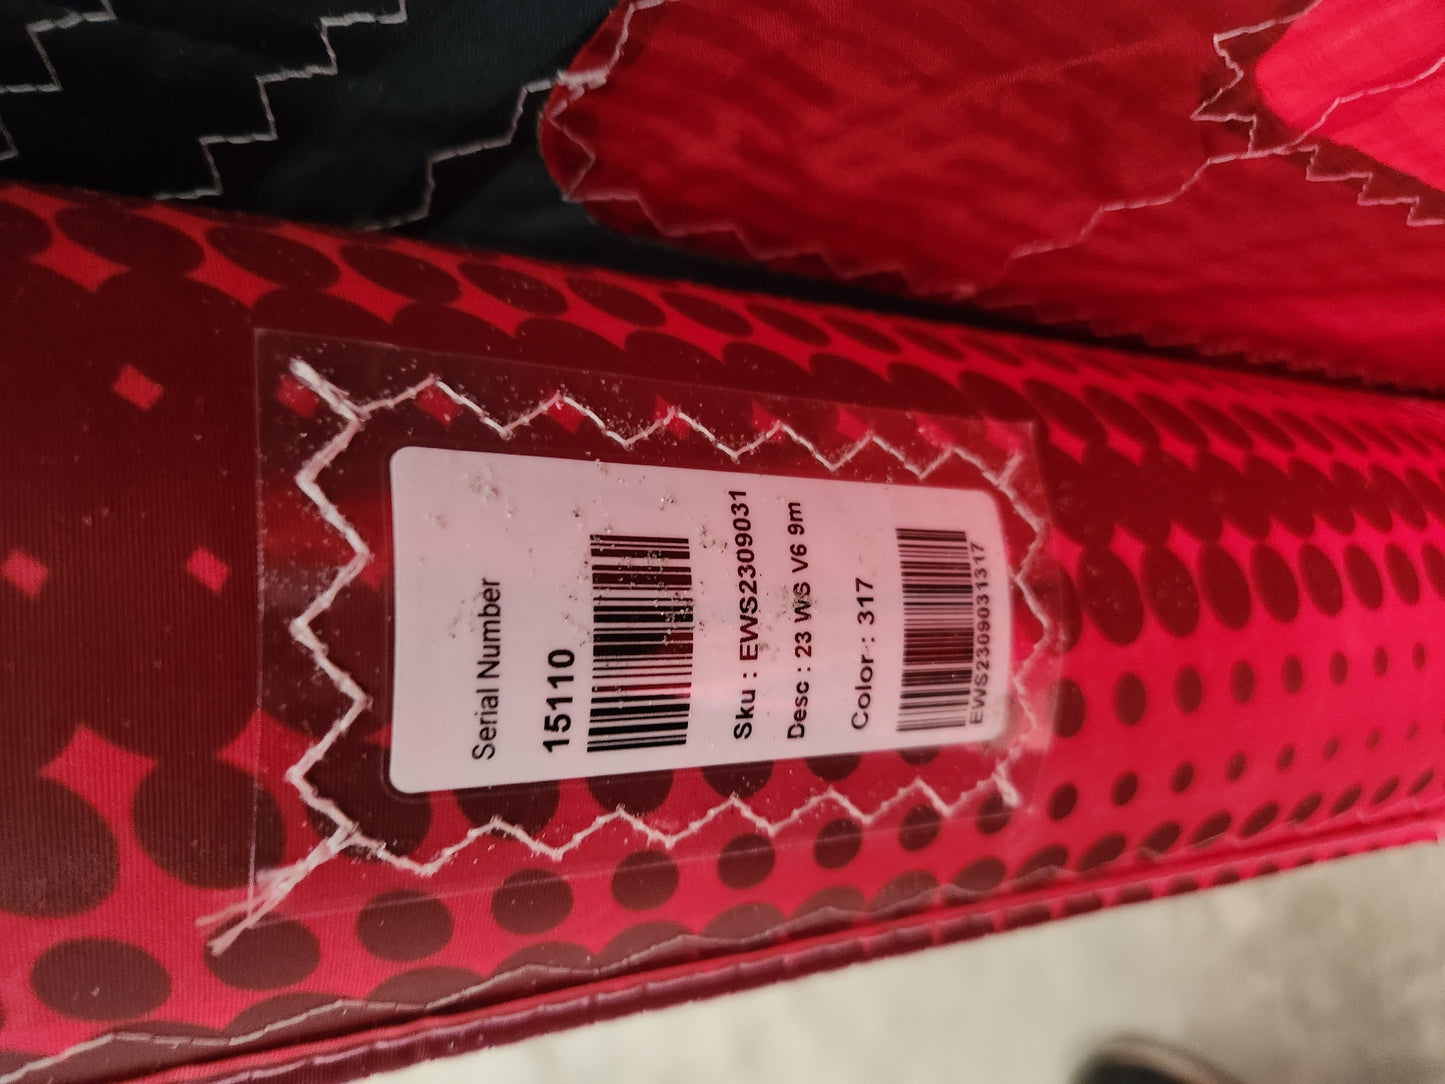 Serial Number
15110
Sku : EWS2309031
Desc : 23 WS V6 9m
Color : 317
EWS2309031317